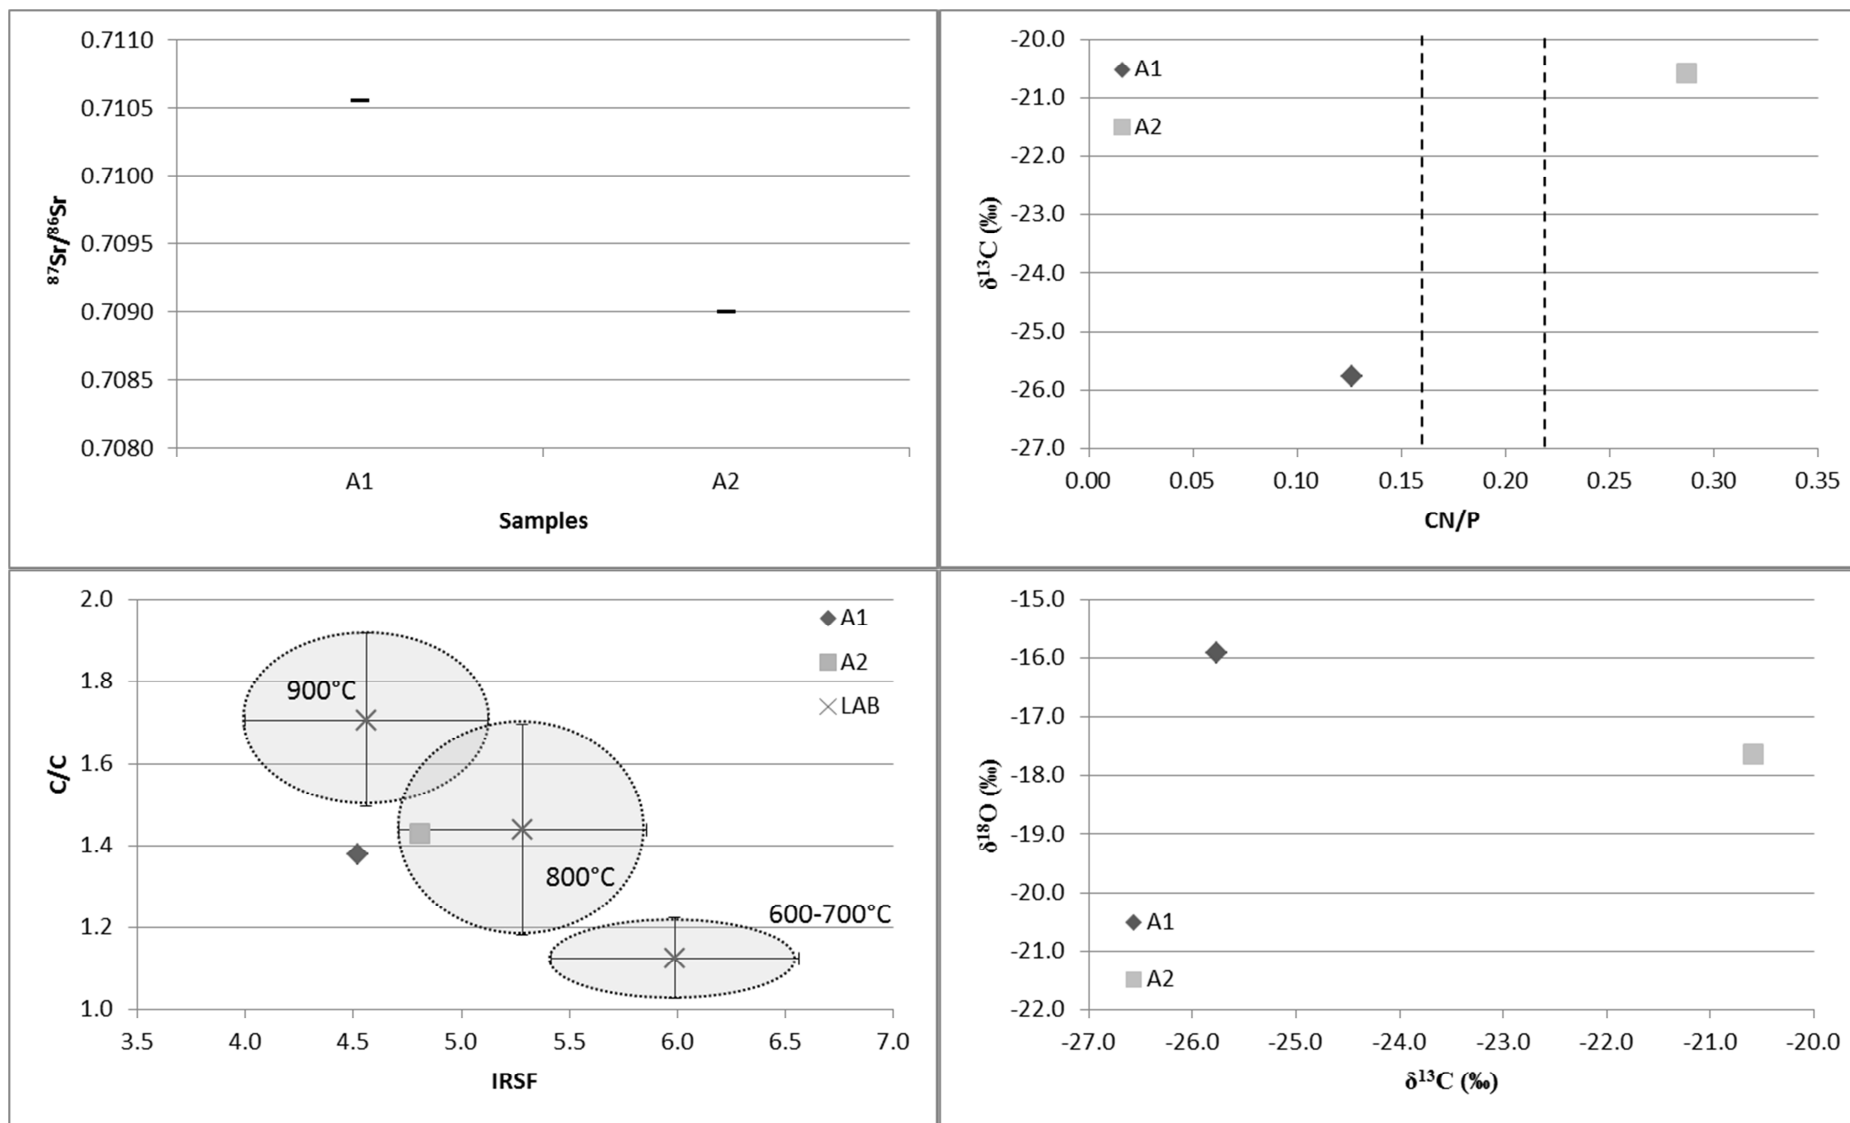 0.7110
0.7105
0.7100
0.7095
0.7090
0.7085
0.7080
⁸⁷Sr/⁸⁶Sr
A1 A2
Samples
-20.0
-21.0
-22.0
-23.0
-24.0
-25.0
-26.0
-27.0
δ¹³C (‰)
A1
A2
0.00 0.05 0.10 0.15 0.20 0.25 0.30 0.35
CN/P
2.0
1.8
1.6
1.4
1.2
1.0
C/C
A1
A2
LAB
900°C
800°C
600-700°C
3.5 4.0 4.5 5.0 5.5 6.0 6.5 7.0
IRSF
-15.0
-16.0
-17.0
-18.0
-19.0
-20.0
-21.0
-22.0
δ¹⁸O (‰)
A1
A2
-27.0 -26.0 -25.0 -24.0 -23.0 -22.0 -21.0 -20.0
δ¹³C (‰)